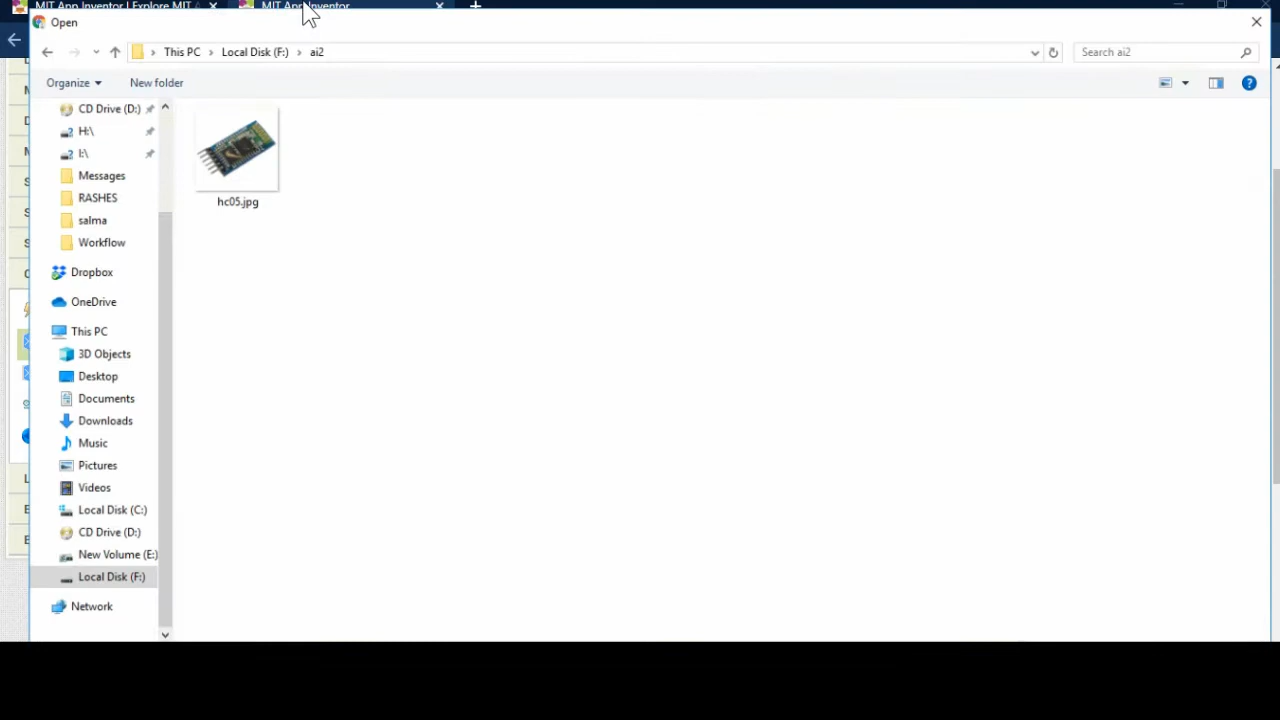 MIT App Inventor | Explore MIT
MIT App Inventor
Open
This PC
Local Disk (F:)
ai2
Search ai2
Organize
New folder
CD Drive (D:)
H:\
I:\
Messages
RASHES
salma
Workflow
Dropbox
OneDrive
This PC
3D Objects
Desktop
Documents
Downloads
Music
Pictures
Videos
Local Disk (C:)
CD Drive (D:)
New Volume (E:)
Local Disk (F:)
Network
hc05.jpg